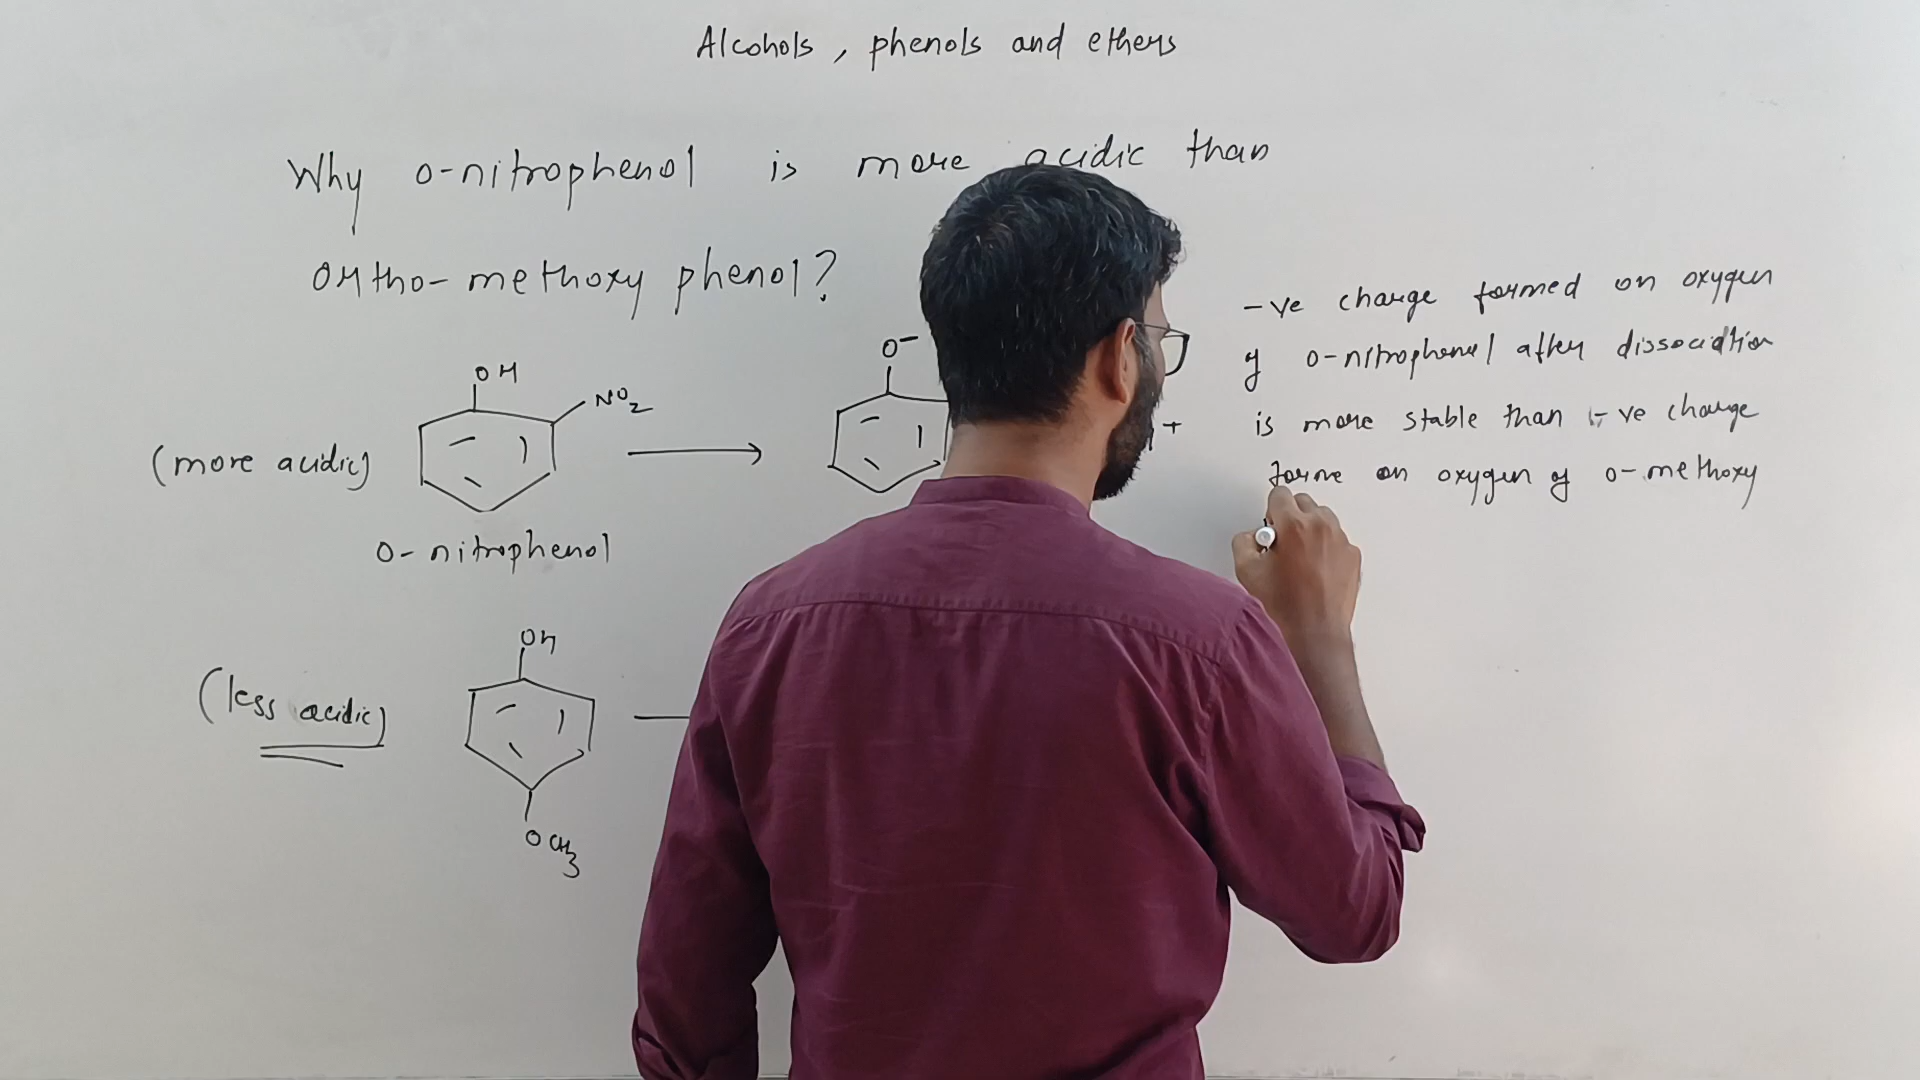 Alcohols, phenols and ethers
Why o-nitrophenol is more acidic than
ortho-methoxy phenol?
OH
NO2
(more acidic)
o-nitrophenol
O-
+
-ve charge formed on oxygen
of o-nitrophenol after dissociation
is more stable than -ve charge
forme on oxygen of o-methoxy
OH
(less acidic)
OCH3